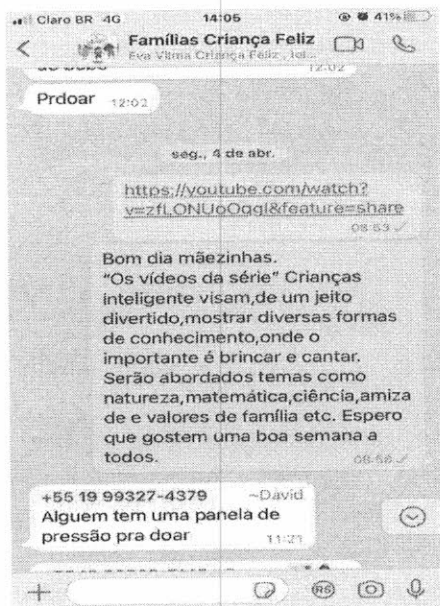 Claro BR 4G 14:05 41%
Famílias Criança Feliz
Eva Vilma Criança Feliz,
12:02
Prdoar 12:02
seg., 4 de abr.
https://youtube.com/watch?
v=zfLONUoOqgI&feature=share
08:53
Bom dia mãezinhas.
"Os vídeos da série" Crianças
inteligente visam,de um jeito
divertido,mostrar diversas formas
de conhecimento,onde o
importante é brincar e cantar.
Serão abordados temas como
natureza,matemática,ciência,amiza
de e valores de família etc. Espero
que gostem uma boa semana a
todos. 08:56
+55 19 99327-4379 ~David
Alguem tem uma panela de
pressão pra doar 11:21